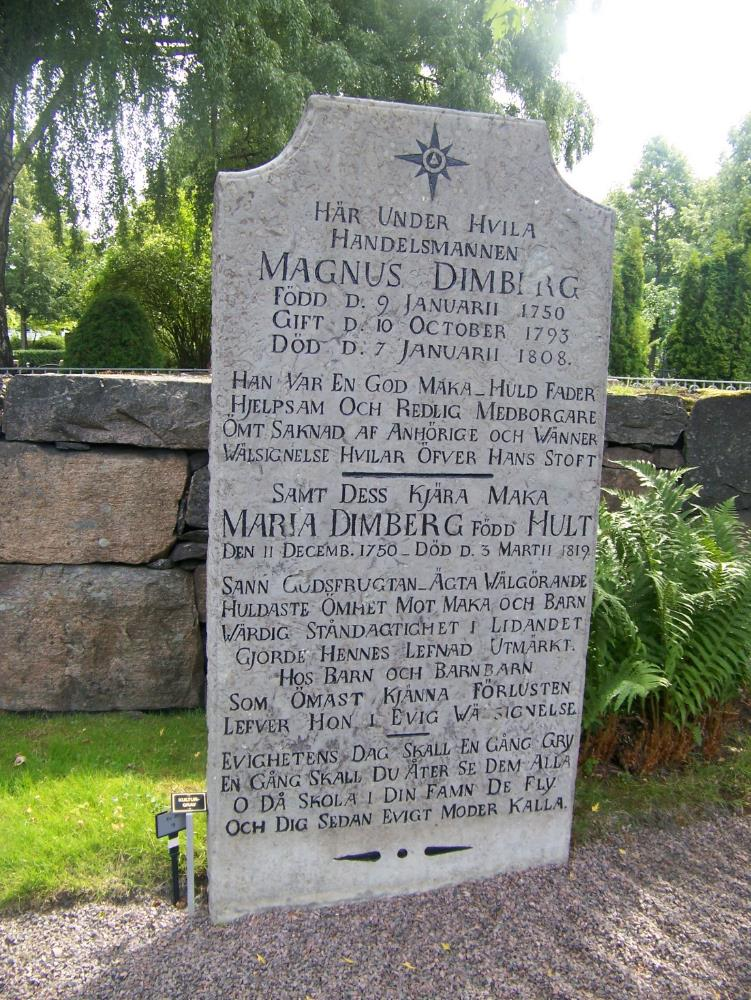 HÄR UNDER HVILA
HANDELSMANNEN
MAGNUS DIMBERG
FÖDD D. 9 JANUARII 1750
GIFT D. 10 OCTOBER 1793
DÖD D. 7 JANUARII 1808.
HAN VAR EN GOD MAKA_HULD FADER
HJELPSAM OCH REDLIG MEDBORGARE
ÖMT SAKNAD AF ANHÖRIGE OCH WÄNNER
WÄLSIGNELSE HVILAR ÖFVER HANS STOFT
SAMT DESS KJÄRA MAKA
MARIA DIMBERG FÖDD HULT
DEN 11 DECEMB. 1750_DÖD D. 3 MARTII 1819.
SANN GUDSFRUGTAN_ÄGTA WÄLGÖRANDE
HULDASTE ÖMHET MOT MAKA OCH BARN
WÄRDIG STÅNDAGTIGHET I LIDANDET
GJORDE HENNES LEFNAD UTMÄRKT.
HOS BARN OCH BARNBARN
SOM ÖMAST KJÄNNA FÖRLUSTEN
LEFVER HON I EVIG WÄLSIGNELSE.
EVIGHETENS DAG SKALL EN GÅNG GRY
EN GÅNG SKALL DU ÅTER SE DEM ALLA
O DÅ SKOLA I DIN FAMN DE FLY
OCH DIG SEDAN EVIGT MODER KALLA.
KULTUR-
GRAV